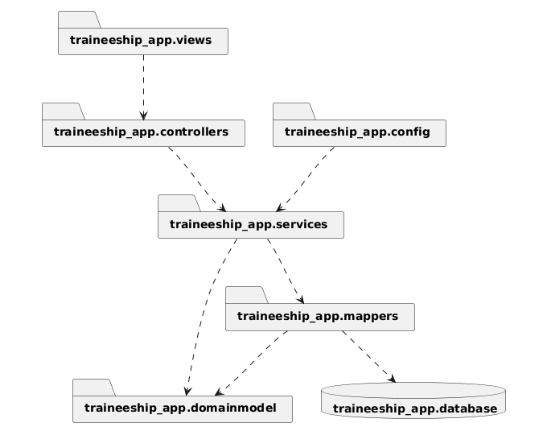 traineeship_app.views
traineeship_app.controllers
traineeship_app.config
traineeship_app.services
traineeship_app.mappers
traineeship_app.domainmodel
traineeship_app.database